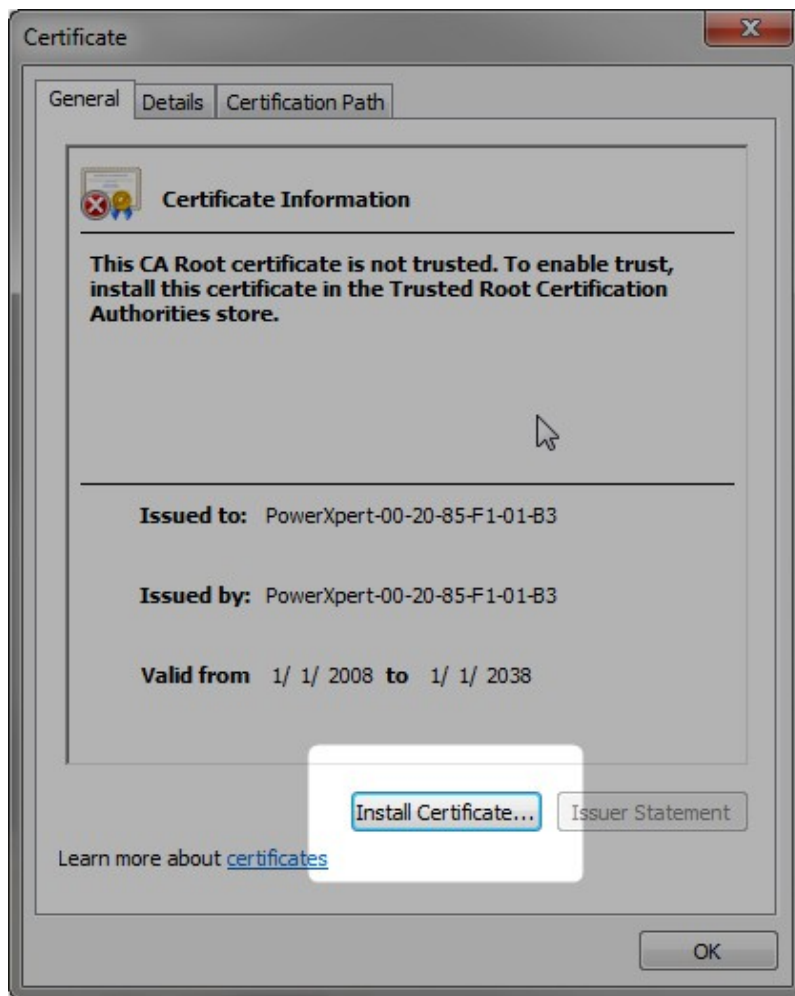 Certificate
General Details Certification Path
Certificate Information
This CA Root certificate is not trusted. To enable trust,
install this certificate in the Trusted Root Certification
Authorities store.
Issued to: PowerXpert-00-20-85-F1-01-B3
Issued by: PowerXpert-00-20-85-F1-01-B3
Valid from 1/ 1/ 2008 to 1/ 1/ 2038
Install Certificate... Issuer Statement
Learn more about certificates
OK